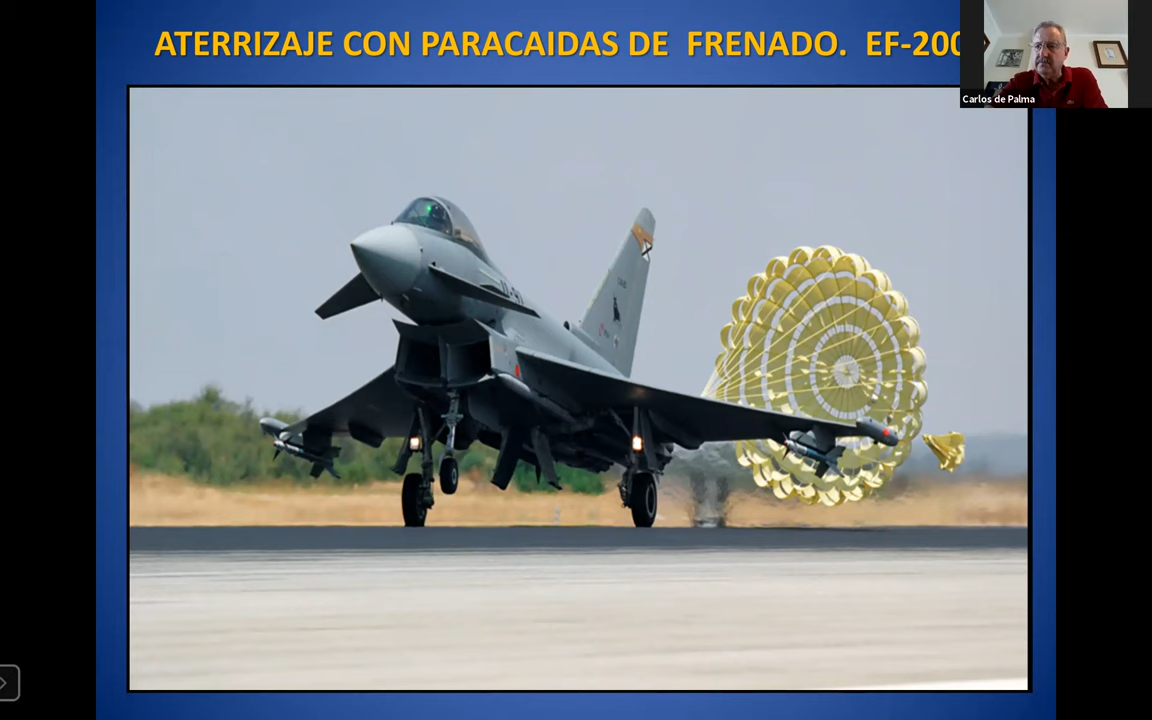 ATERRIZAJE CON PARACAIDAS DE FRENADO. EF-200
Carlos de Palma